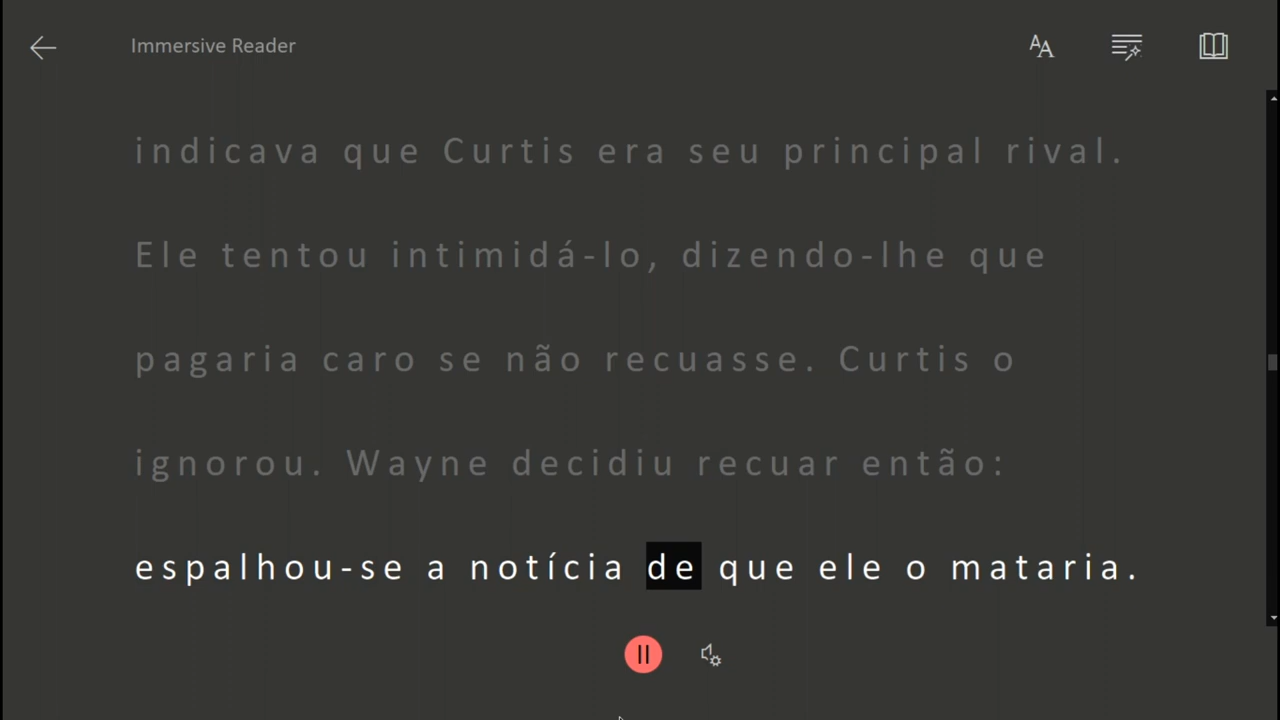 Immersive Reader
indicava que Curtis era seu principal rival.
Ele tentou intimidá-lo, dizendo-lhe que
pagaria caro se não recuasse. Curtis o
ignorou. Wayne decidiu recuar então:
espalhou-se a notícia de que ele o mataria.